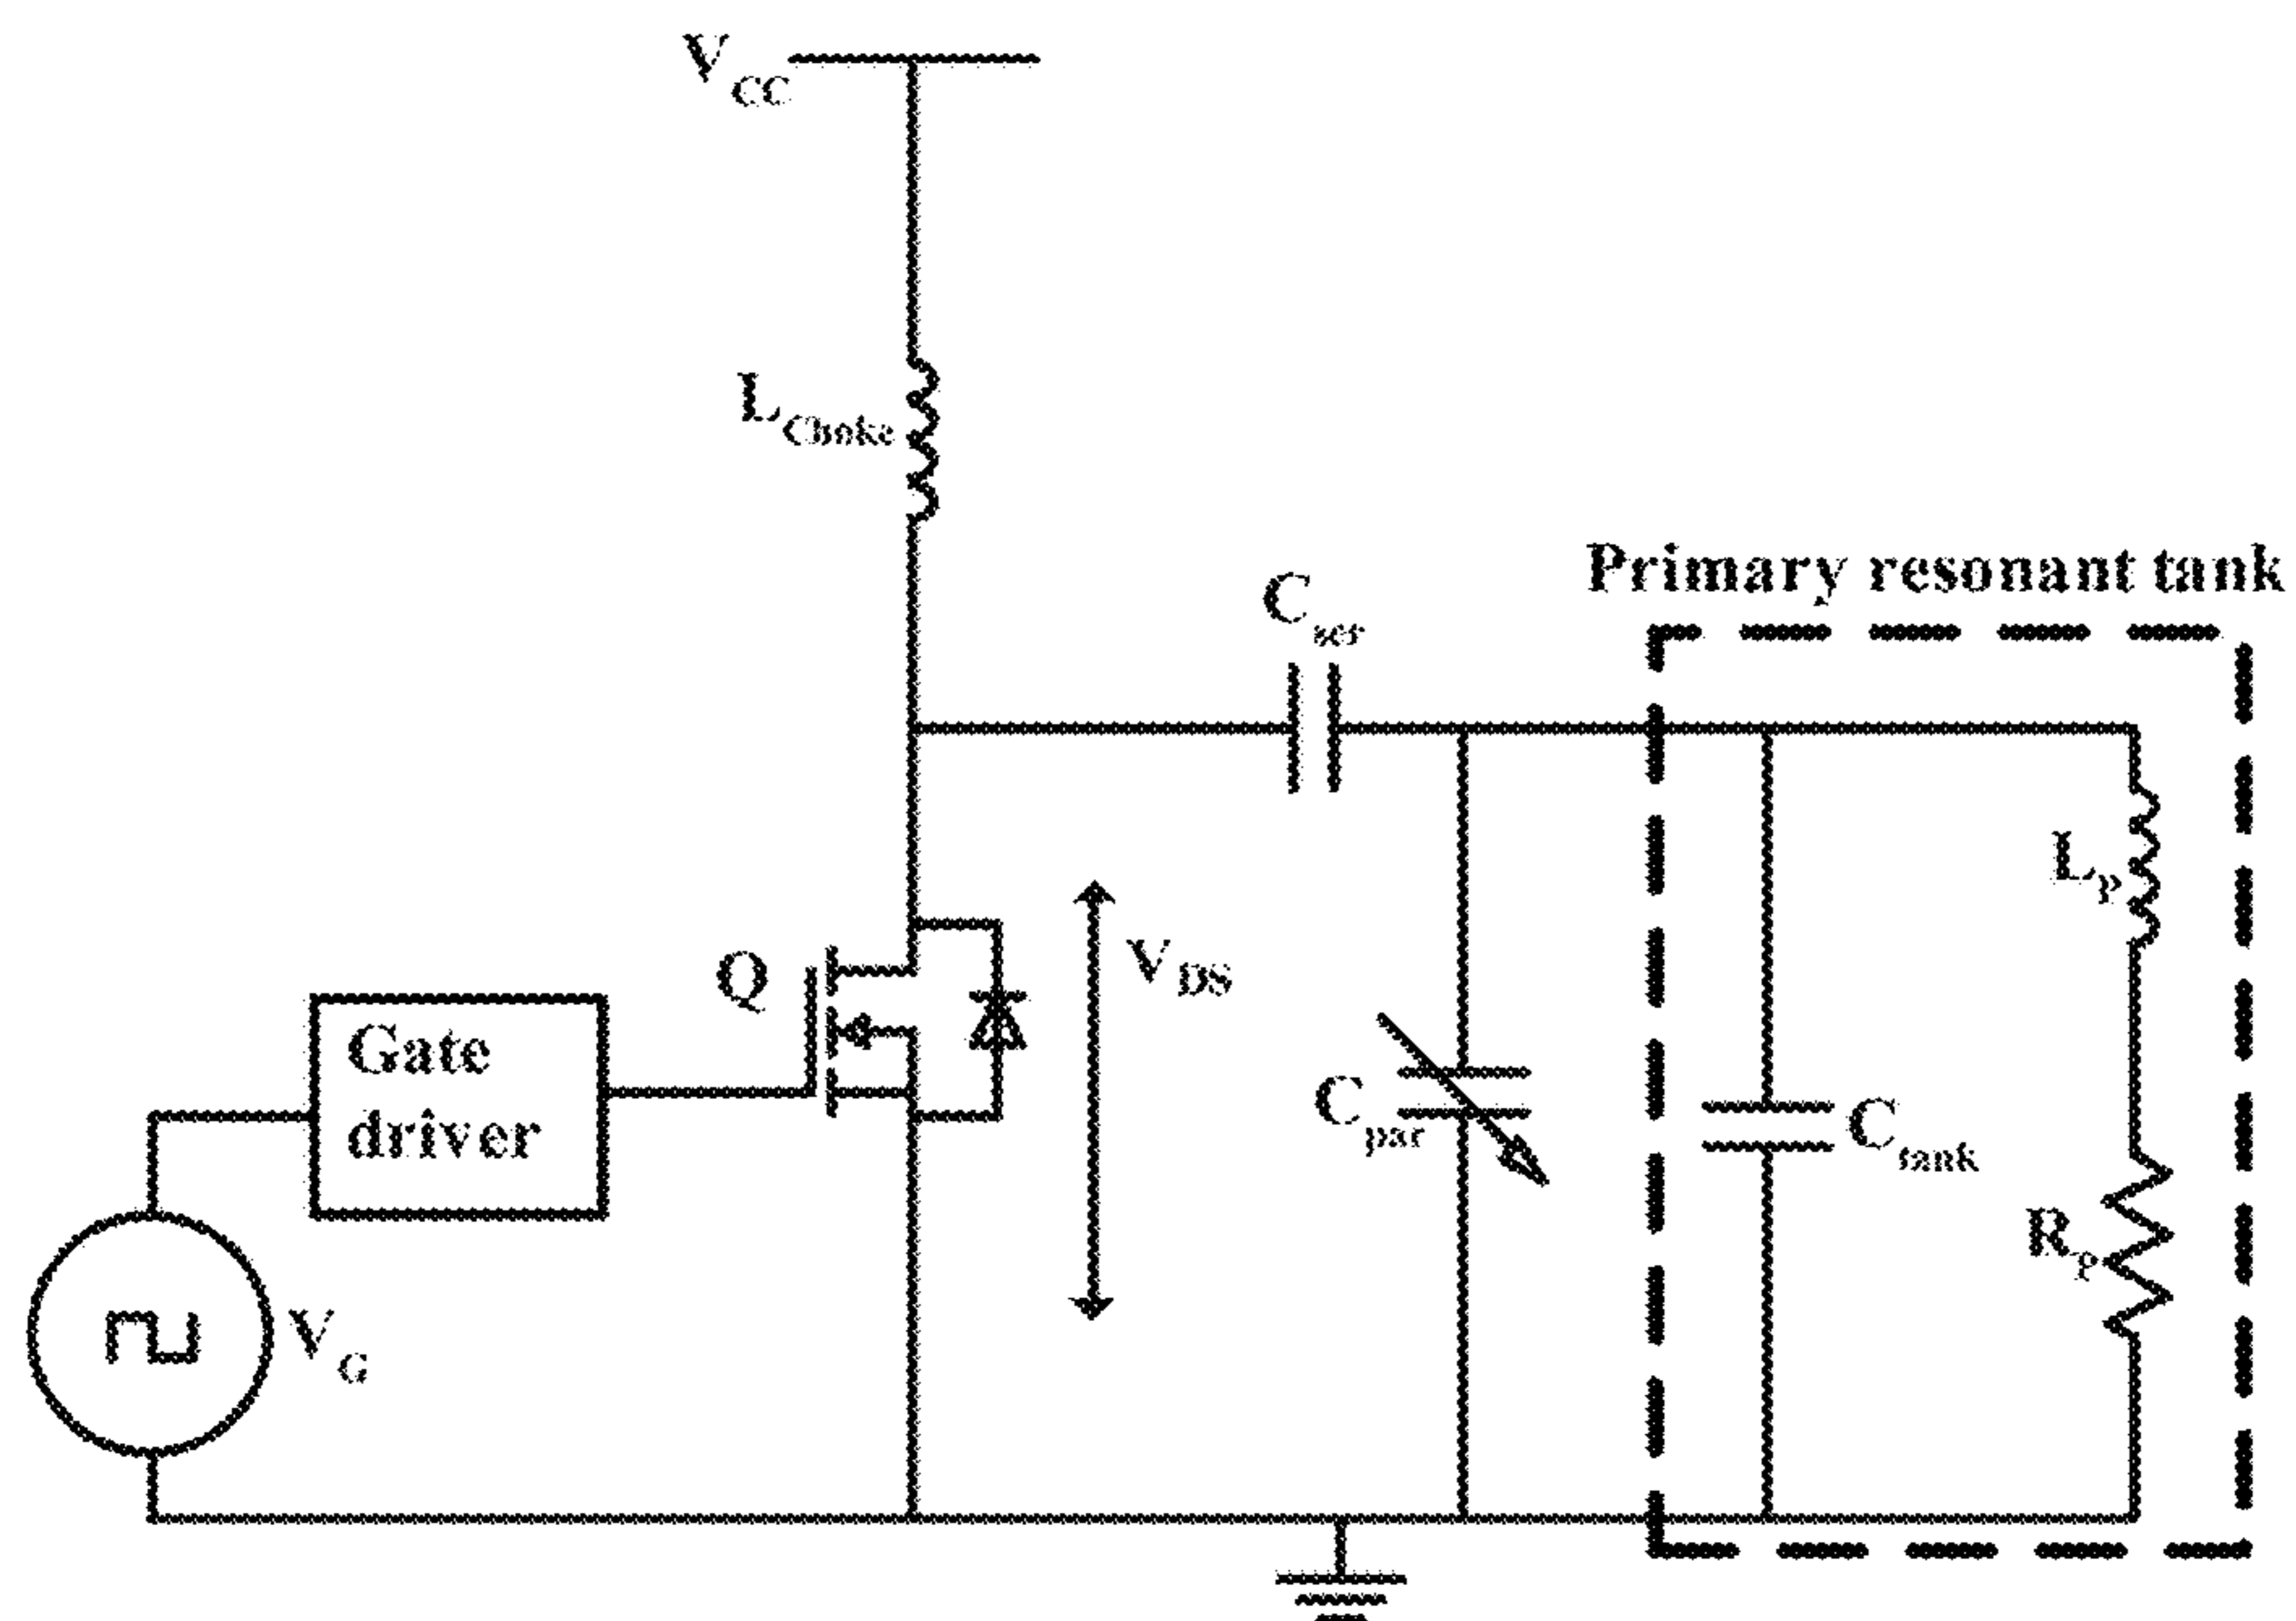 VCC
LChoke
Primary resonant tank
Cser
LP
Q
VDS
Gate
driver
Cpar
Ctank
RP
VG